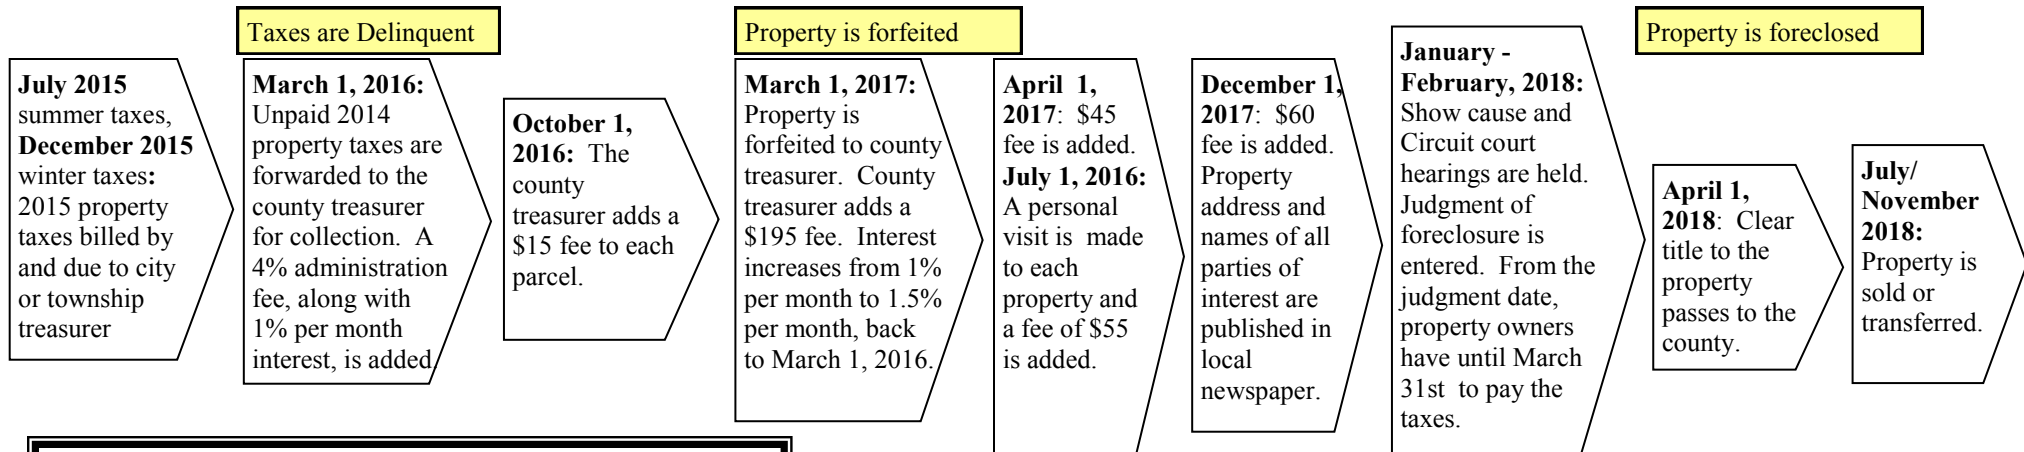 Taxes are Delinquent
Property is forfeited
Property is foreclosed
July 2015
summer taxes,
December 2015
winter taxes:
2015 property
taxes billed by
and due to city
or township
treasurer
March 1, 2016:
Unpaid 2014
property taxes are
forwarded to the
county treasurer
for collection.  A
4% administration
fee, along with
1% per month
interest, is added.
October 1,
2016:  The
county
treasurer adds a
$15 fee to each
parcel.
March 1, 2017:
Property is
forfeited to county
treasurer.  County
treasurer adds a
$195 fee.  Interest
increases from 1%
per month to 1.5%
per month, back
to March 1, 2016.
April  1,
2017:  $45
fee is added.
July 1, 2016:
A personal
visit is  made
to each
property and
a fee of $55
is added.
December 1,
2017:  $60
fee is added.
Property
address and
names of all
parties of
interest are
published in
local
newspaper.
January -
February, 2018:
Show cause and
Circuit court
hearings are held.
Judgment of
foreclosure is
entered.  From the
judgment date,
property owners
have until March
31st  to pay the
taxes.
April 1,
2018:  Clear
title to the
property
passes to the
county.
July/
November
2018:
Property is
sold or
transferred.